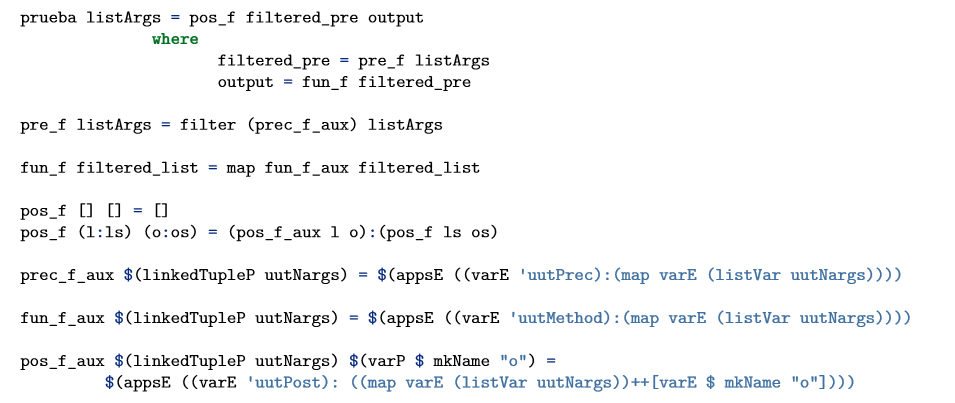 prueba listArgs = pos_f filtered_pre output
where
filtered_pre = pre_f listArgs
output = fun_f filtered_pre
pre_f listArgs = filter (prec_f_aux) listArgs
fun_f filtered_list = map fun_f_aux filtered_list
pos_f [] [] = []
pos_f (l:ls) (o:os) = (pos_f_aux l o):(pos_f ls os)
prec_f_aux $(linkedTupleP uutNargs) = $(appsE ((varE 'uutPrec):(map varE (listVar uutNargs))))
fun_f_aux $(linkedTupleP uutNargs) = $(appsE ((varE 'uutMethod):(map varE (listVar uutNargs))))
pos_f_aux $(linkedTupleP uutNargs) $(varP $ mkName "o") =
$(appsE ((varE 'uutPost): ((map varE (listVar uutNargs))++[varE $ mkName "o"])))